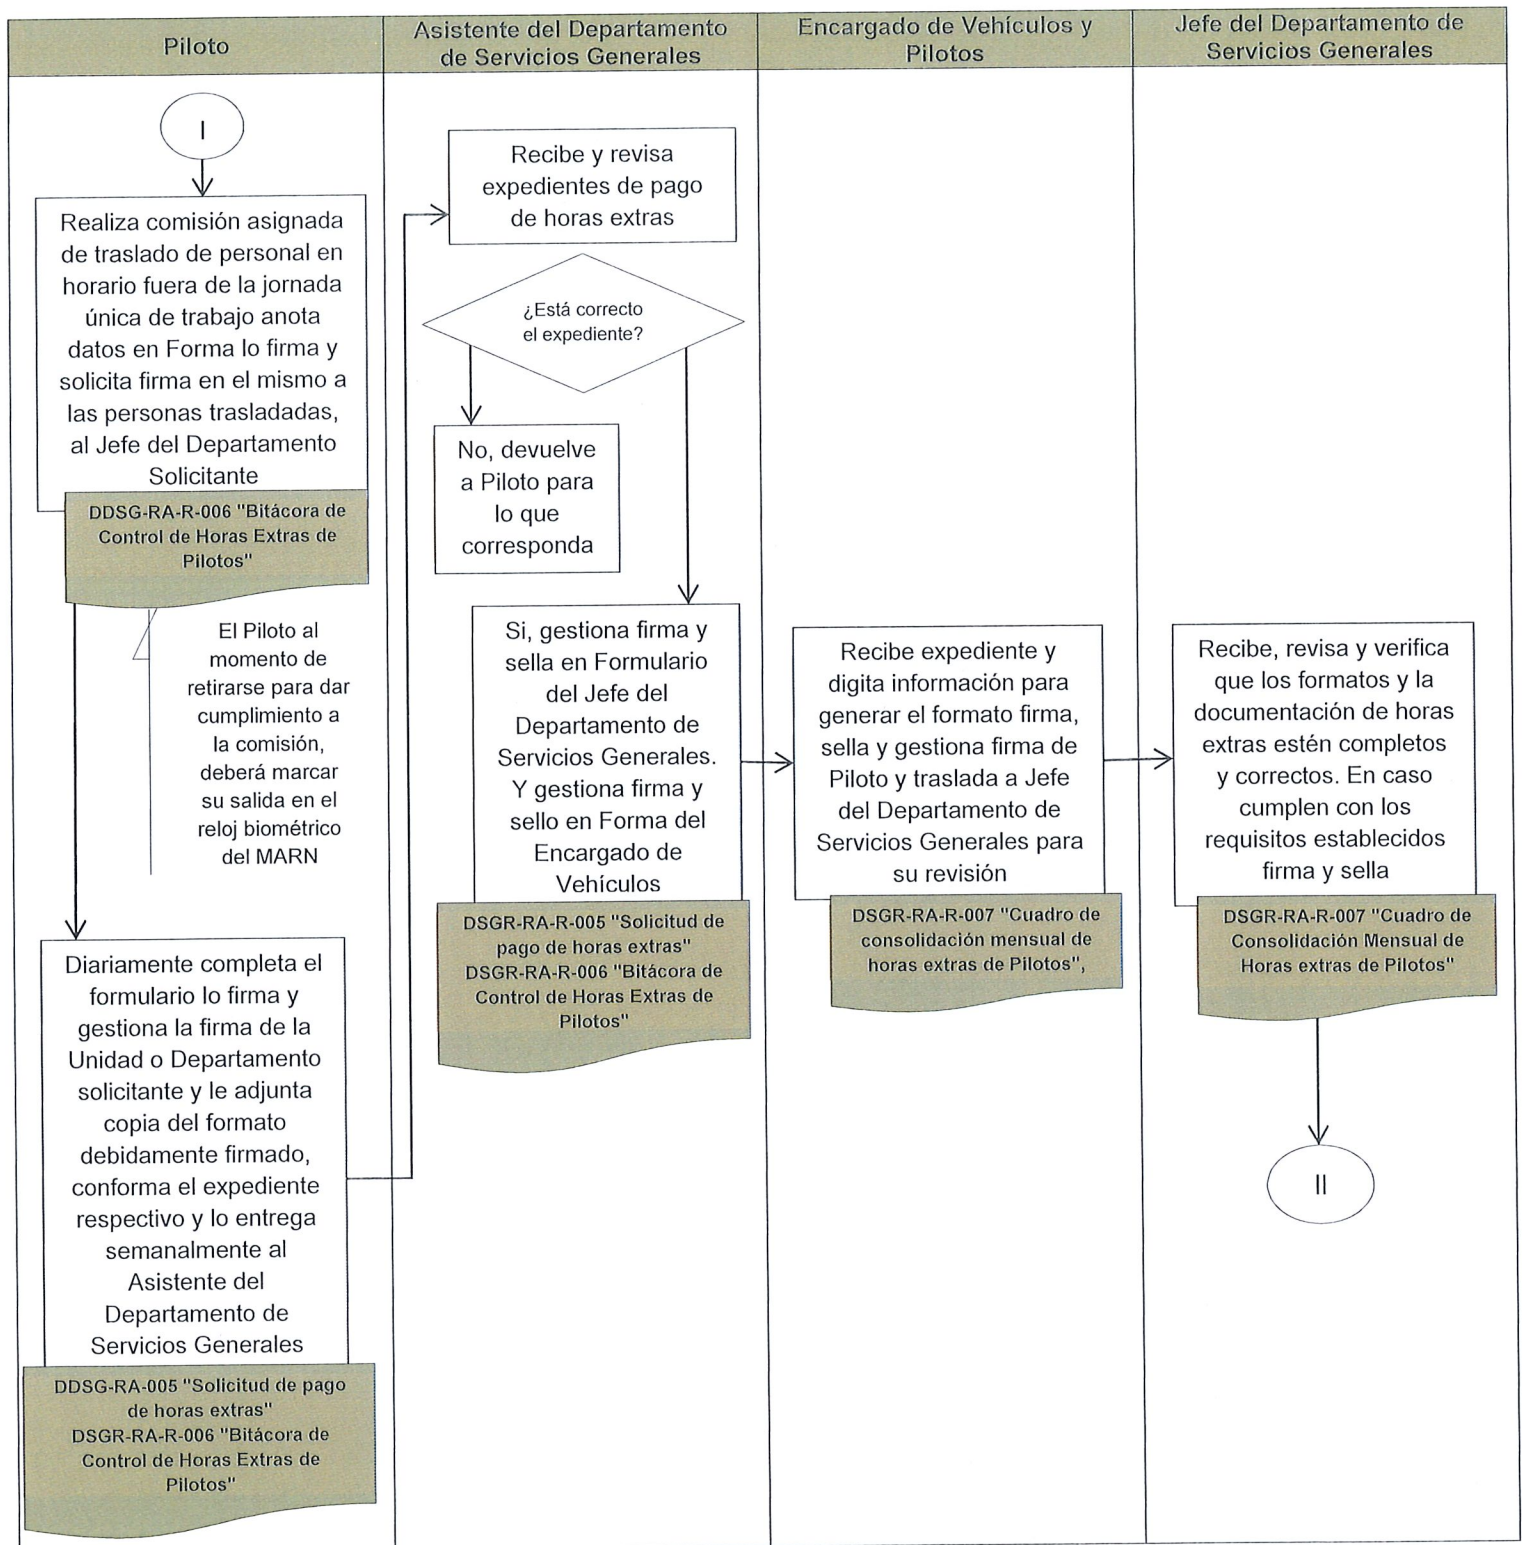 Piloto
Asistente del Departamento
de Servicios Generales
Encargado de Vehículos y
Pilotos
Jefe del Departamento de
Servicios Generales
I
Realiza comisión asignada
de traslado de personal en
horario fuera de la jornada
única de trabajo anota
datos en Forma lo firma y
solicita firma en el mismo a
las personas trasladadas,
al Jefe del Departamento
Solicitante
DDSG-RA-R-006 "Bitácora de
Control de Horas Extras de
Pilotos"
El Piloto al
momento de
retirarse para dar
cumplimiento a
la comisión,
deberá marcar
su salida en el
reloj biométrico
del MARN
Diariamente completa el
formulario lo firma y
gestiona la firma de la
Unidad o Departamento
solicitante y le adjunta
copia del formato
debidamente firmado,
conforma el expediente
respectivo y lo entrega
semanalmente al
Asistente del
Departamento de
Servicios Generales
DDSG-RA-005 "Solicitud de pago
de horas extras"
DSGR-RA-R-006 "Bitácora de
Control de Horas Extras de
Pilotos"
Recibe y revisa
expedientes de pago
de horas extras
¿Está correcto
el expediente?
No, devuelve
a Piloto para
lo que
corresponda
Si, gestiona firma y
sella en Formulario
del Jefe del
Departamento de
Servicios Generales.
Y gestiona firma y
sello en Forma del
Encargado de
Vehículos
DSGR-RA-R-005 "Solicitud de
pago de horas extras"
DSGR-RA-R-006 "Bitácora de
Control de Horas Extras de
Pilotos"
Recibe expediente y
digita información para
generar el formato firma,
sella y gestiona firma de
Piloto y traslada a Jefe
del Departamento de
Servicios Generales para
su revisión
DSGR-RA-R-007 "Cuadro de
consolidación mensual de
horas extras de Pilotos",
Recibe, revisa y verifica
que los formatos y la
documentación de horas
extras estén completos
y correctos. En caso
cumplen con los
requisitos establecidos
firma y sella
DSGR-RA-R-007 "Cuadro de
Consolidación Mensual de
Horas extras de Pilotos"
II